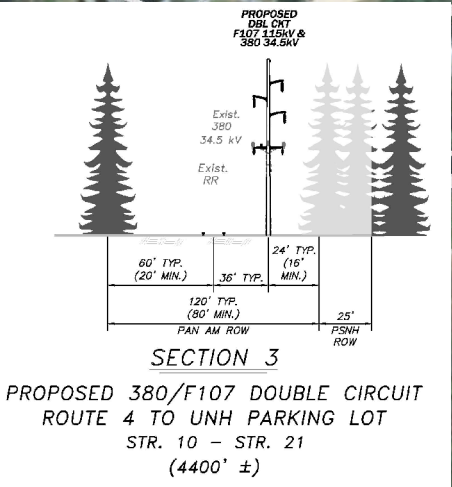 PROPOSED
DBL CKT
F107 115kV &
380 34.5kV
Exist.
380
34.5 kV
Exist.
RR
60' TYP.
(20' MIN.)
36' TYP.
24' TYP.
(16'
MIN.)
120' TYP.
(80' MIN.)
PAN AM ROW
25'
PSNH
ROW
SECTION 3
PROPOSED 380/F107 DOUBLE CIRCUIT
ROUTE 4 TO UNH PARKING LOT
STR. 10 - STR. 21
(4400' ±)